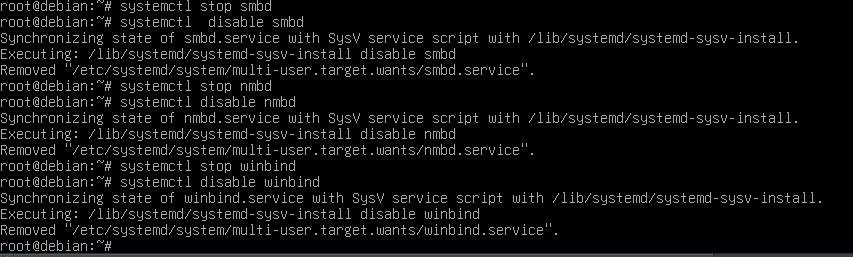 root@debian:~# systemctl stop smbd
root@debian:~# systemctl  disable smbd
Synchronizing state of smbd.service with SysV service script with /lib/systemd/systemd-sysv-install.
Executing: /lib/systemd/systemd-sysv-install disable smbd
Removed "/etc/systemd/system/multi-user.target.wants/smbd.service".
root@debian:~# systemctl stop nmbd
root@debian:~# systemctl disable nmbd
Synchronizing state of nmbd.service with SysV service script with /lib/systemd/systemd-sysv-install.
Executing: /lib/systemd/systemd-sysv-install disable nmbd
Removed "/etc/systemd/system/multi-user.target.wants/nmbd.service".
root@debian:~# systemctl stop winbind
root@debian:~# systemctl disable winbind
Synchronizing state of winbind.service with SysV service script with /lib/systemd/systemd-sysv-install.
Executing: /lib/systemd/systemd-sysv-install disable winbind
Removed "/etc/systemd/system/multi-user.target.wants/winbind.service".
root@debian:~#